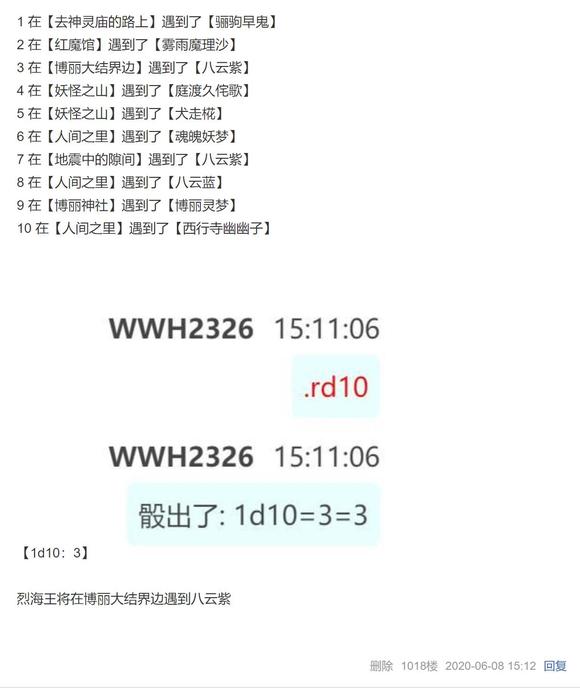 1 在【去神灵庙的路上】遇到了【骊驹早鬼】
2 在【红魔馆】遇到了【雾雨魔理沙】
3 在【博丽大结界边】遇到了【八云紫】
4 在【妖怪之山】遇到了【庭渡久侘歌】
5 在【妖怪之山】遇到了【犬走椛】
6 在【人间之里】遇到了【魂魄妖梦】
7 在【地震中的隙间】遇到了【八云紫】
8 在【人间之里】遇到了【八云蓝】
9 在【博丽神社】遇到了【博丽灵梦】
10 在【人间之里】遇到了【西行寺幽幽子】
WWH2326 15:11:06
.rd10
WWH2326 15:11:06
骰出了: 1d10=3=3
【1d10：3】
烈海王将在博丽大结界边遇到八云紫
删除 1018楼 2020-06-08 15:12 回复